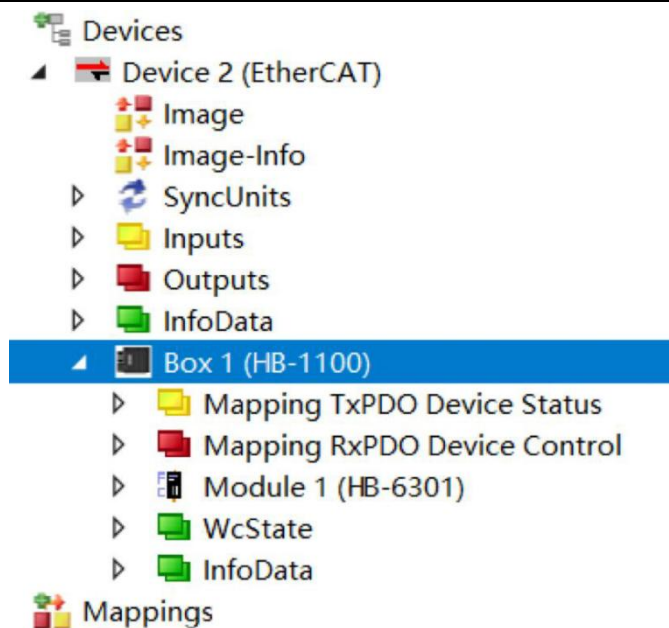 Devices
Device 2 (EtherCAT)
Image
Image-Info
SyncUnits
Inputs
Outputs
InfoData
Box 1 (HB-1100)
Mapping TxPDO Device Status
Mapping RxPDO Device Control
Module 1 (HB-6301)
WcState
InfoData
Mappings